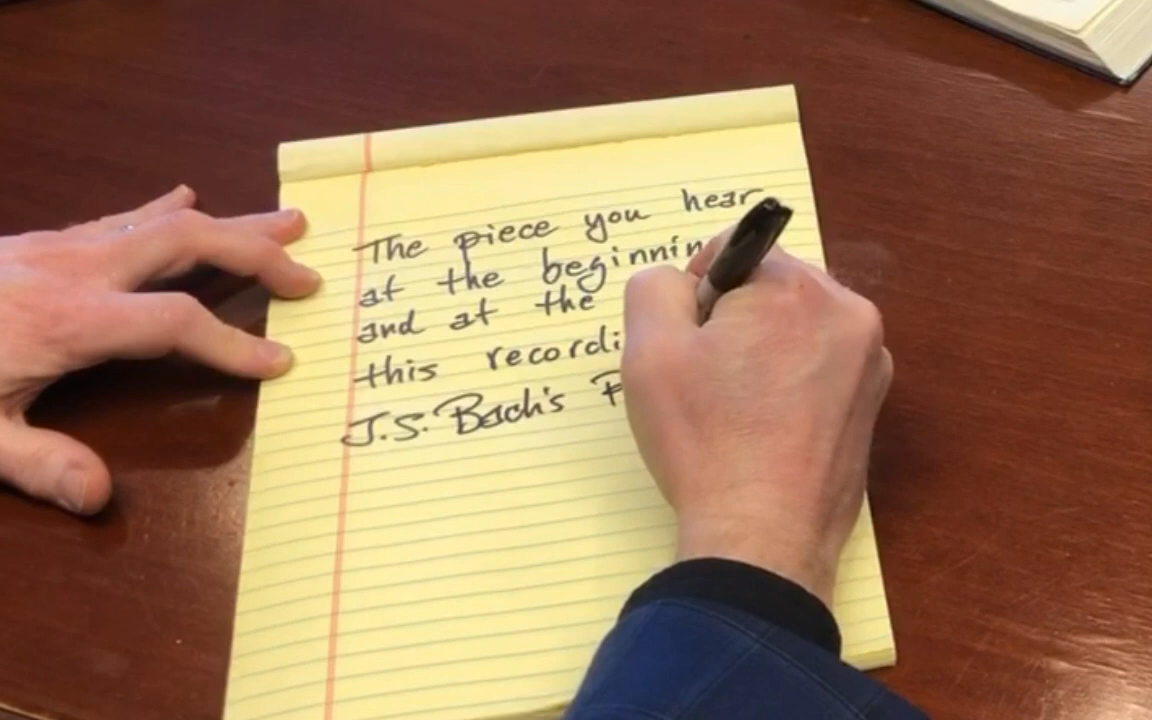 The piece you hear
at the beginnin
and at the
this recordi
J.S. Bach's P